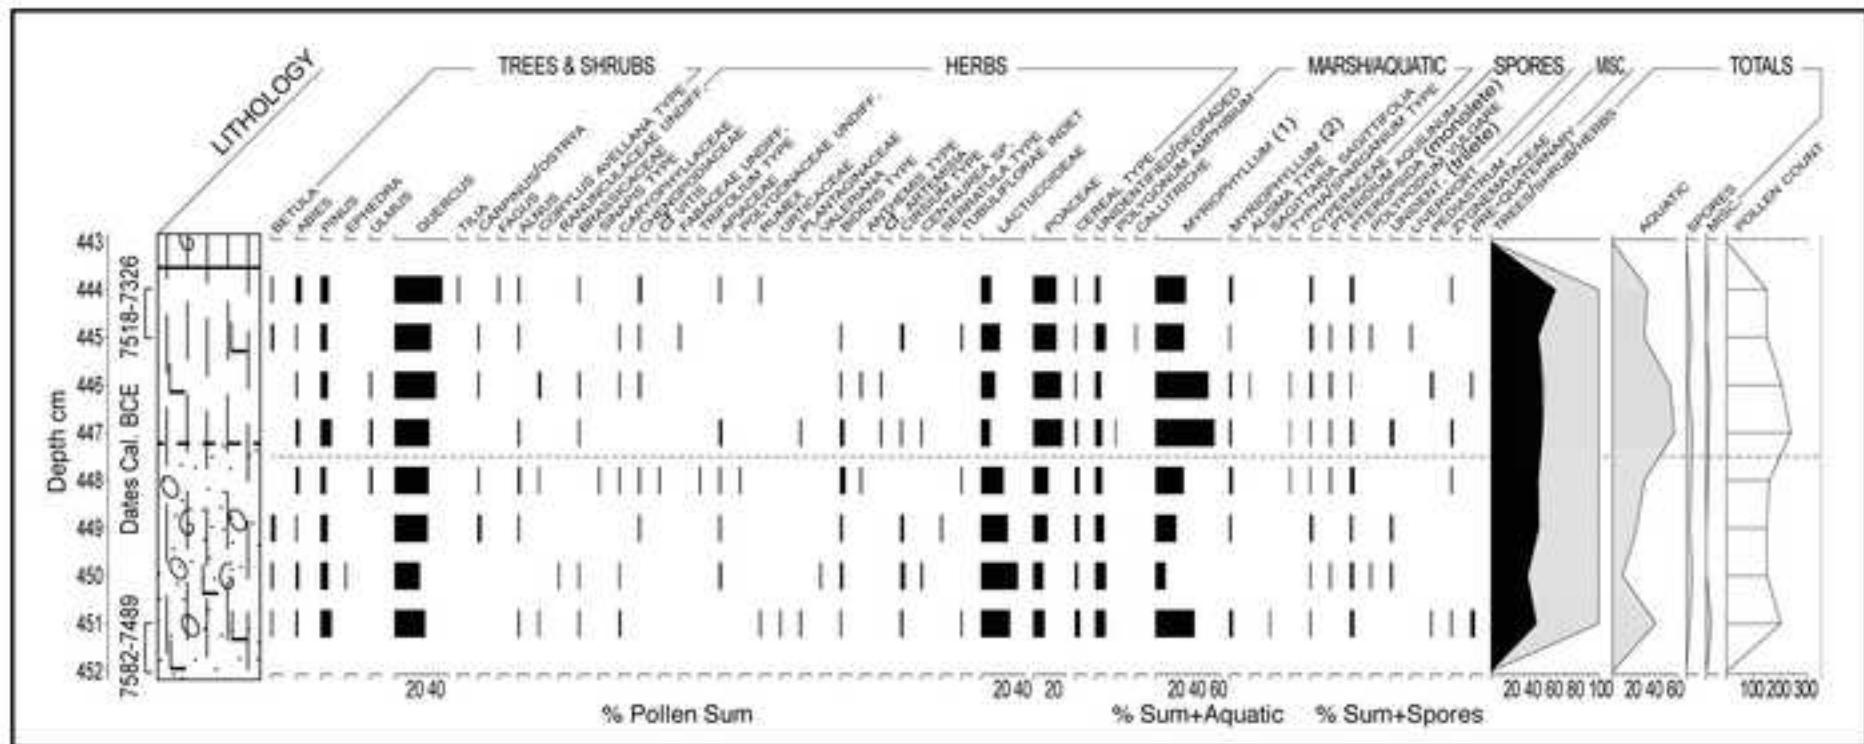 LITHOLOGY
TREES & SHRUBS
HERBS
MARSH/AQUATIC
SPORES
MISC.
TOTALS
BETULA
ABIES
PINUS
EPHEDRA
ULMUS
QUERCUS
TILIA
CARPINUS/OSTRYA
FAGUS
CORYLUS AVELLANA TYPE
RANUNCULACEAE UNDIFF.
BRASSICACEAE
SINAPIS TYPE
CARYOPHYLLACEAE
CHENOPODIACEAE
cf VITIS
FABACEAE UNDIFF.
TRIFOLIUM TYPE
APIACEAE
POLYGONACEAE UNDIFF.
RUMEX
URTICACEAE
PLANTAGINACEAE
VALERIANA
BIDENS TYPE
ANTHEMIS TYPE
cf ARTEMISIA
CIRSIUM TYPE
CENTAUREA SP.
SERRATULA TYPE
TUBULIFLORAE INDET
LACTUCOIDEAE
POACEAE
CEREAL TYPE
UNIDENTIFIED/DEGRADED
POLYGONUM AMPHIBIUM
CALLITRICHE
MYRIOPHYLLUM (1)
MYRIOPHYLLUM (2)
ALISMA TYPE
SAGITTARIA SAGITTIFOLIA
TYPHA/SPARGANIUM TYPE
CYPERACEAE
PTERIDIUM AQUILINUM
PTEROPSIDA (monolete)
POLYPODIUM VULGARE
UNIDENT. (trilete)
LIVERWORT
PEDIASTRUM
ZYGNEMATACEAE
PRE-QUATERNARY
TREES/SHRUB/HERBS
AQUATIC
SPORES
MISC.
POLLEN COUNT
Depth cm
443
444
445
446
447
448
449
450
451
452
Dates Cal. BCE
7518-7326
7582-7489
20 40
20 40
20
20 40 60
20 40 60 80 100
20 40 60
100 200 300
% Pollen Sum
% Sum+Aquatic
% Sum+Spores